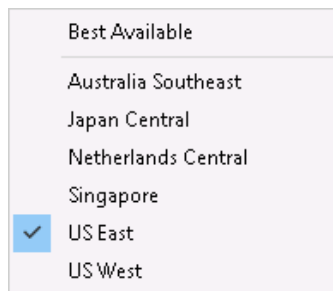 Best Available
Australia Southeast
Japan Central
Netherlands Central
Singapore
US East
US West